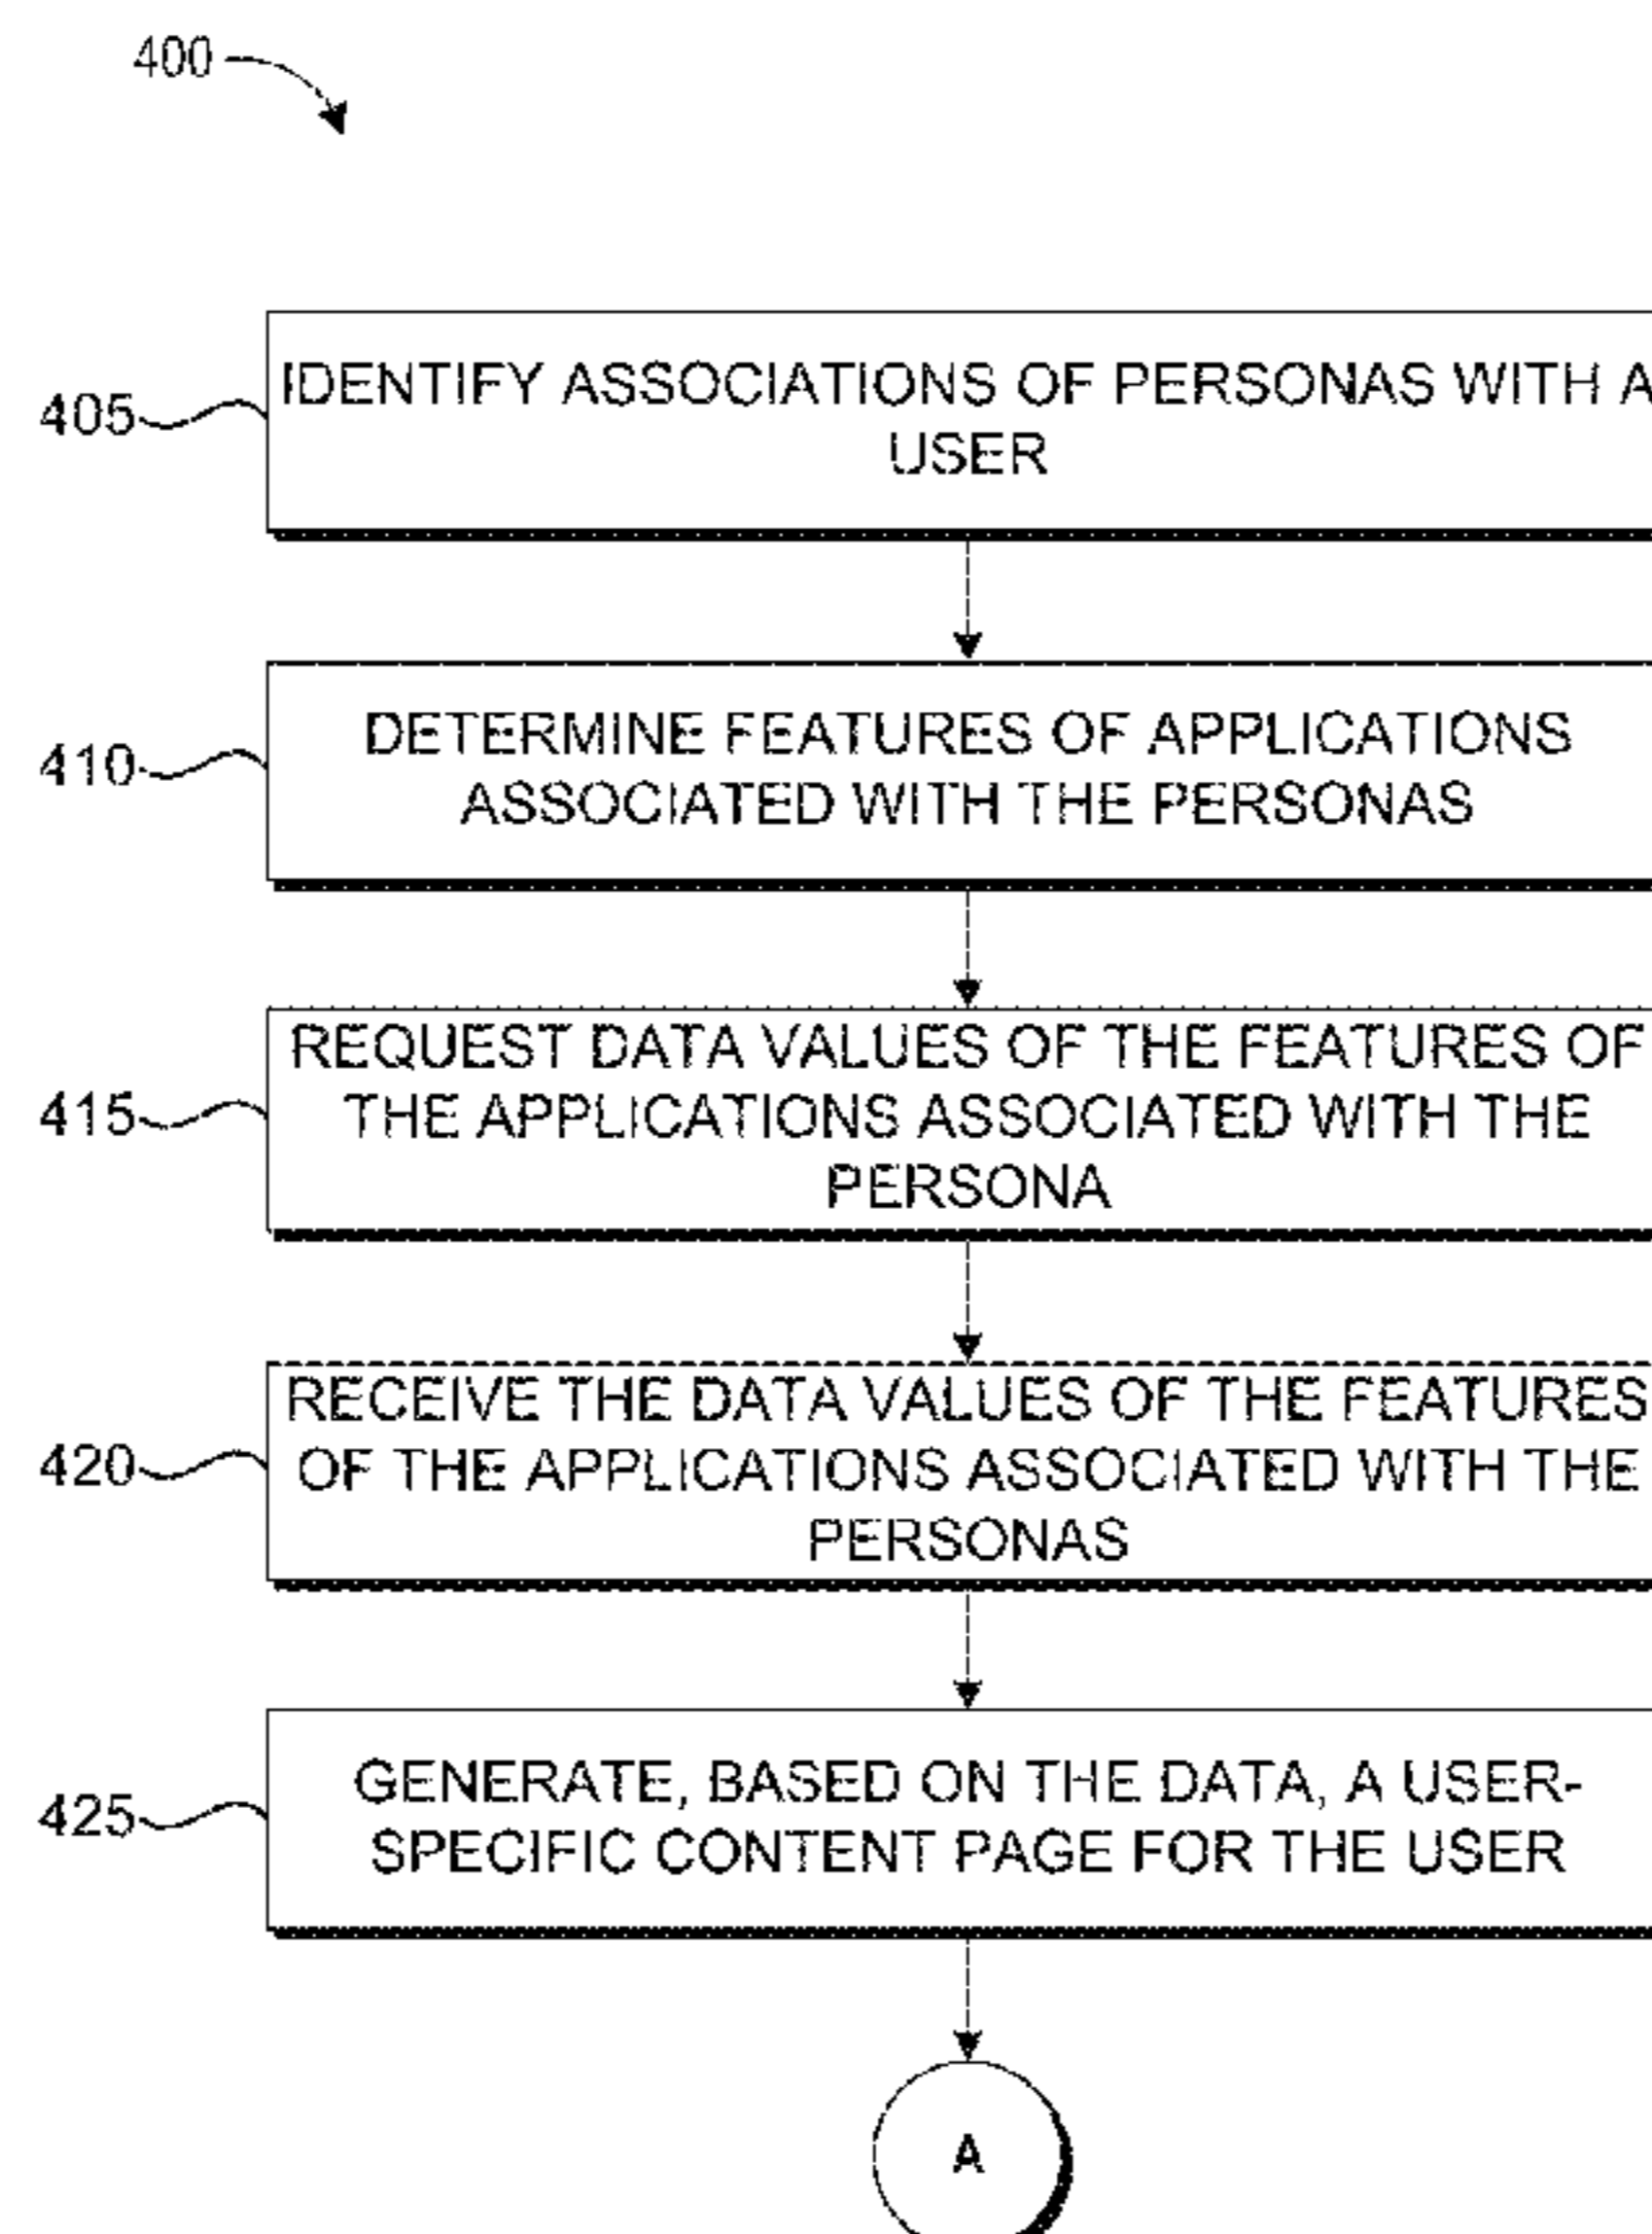 400
405
IDENTIFY ASSOCIATIONS OF PERSONAS WITH A
USER
410
DETERMINE FEATURES OF APPLICATIONS
ASSOCIATED WITH THE PERSONAS
415
REQUEST DATA VALUES OF THE FEATURES OF
THE APPLICATIONS ASSOCIATED WITH THE
PERSONA
420
RECEIVE THE DATA VALUES OF THE FEATURES
OF THE APPLICATIONS ASSOCIATED WITH THE
PERSONAS
425
GENERATE, BASED ON THE DATA, A USER-
SPECIFIC CONTENT PAGE FOR THE USER
A